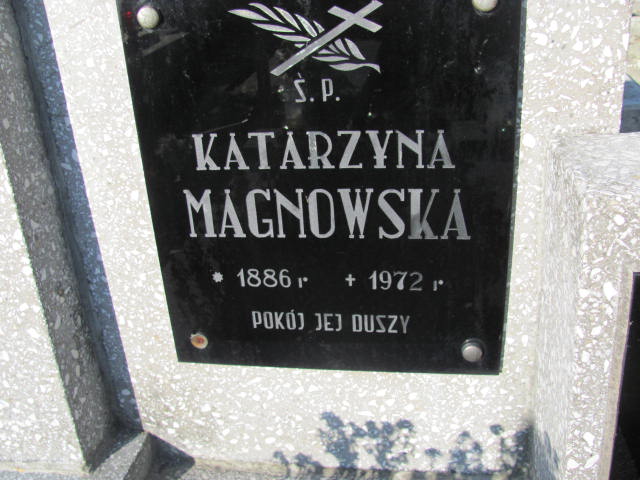 Ś.P.
KATARZYNA
MAGNOWSKA
* 1886 r + 1972 r
POKÓJ JEJ DUSZY